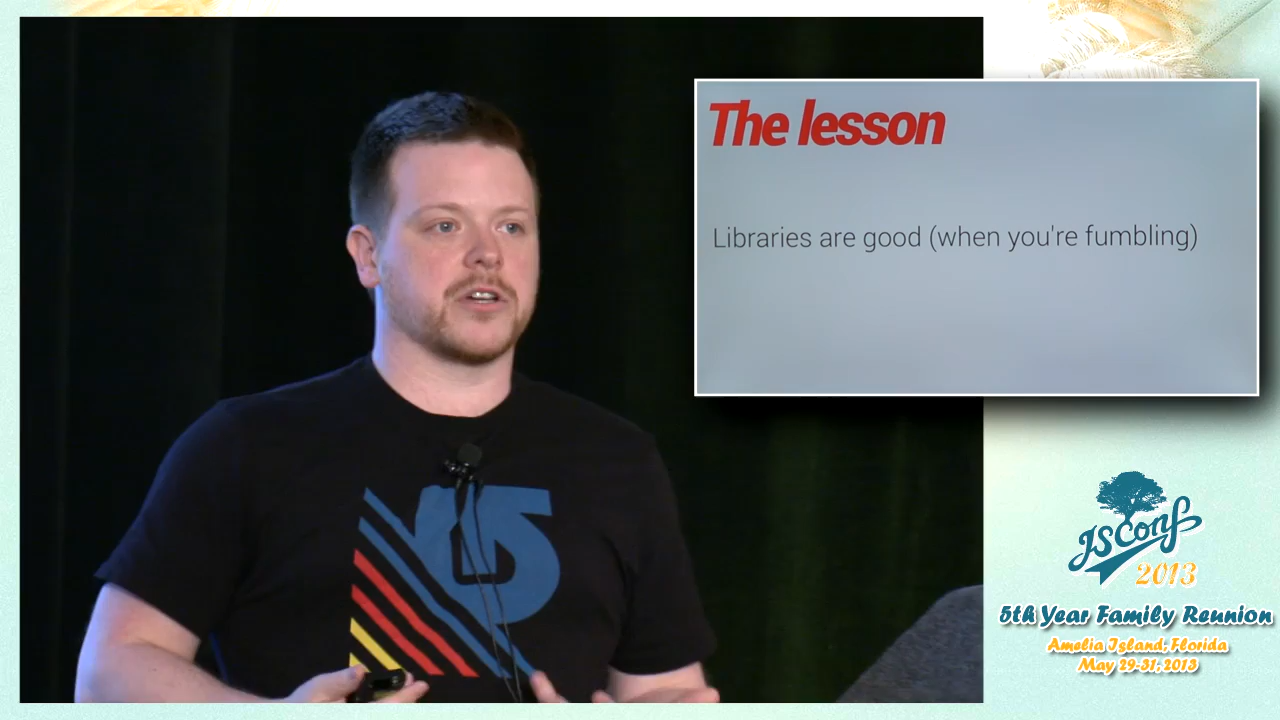 The lesson
Libraries are good (when you're fumbling)
JSConf
2013
5th Year Family Reunion
Amelia Island, Florida
May 29-31, 2013